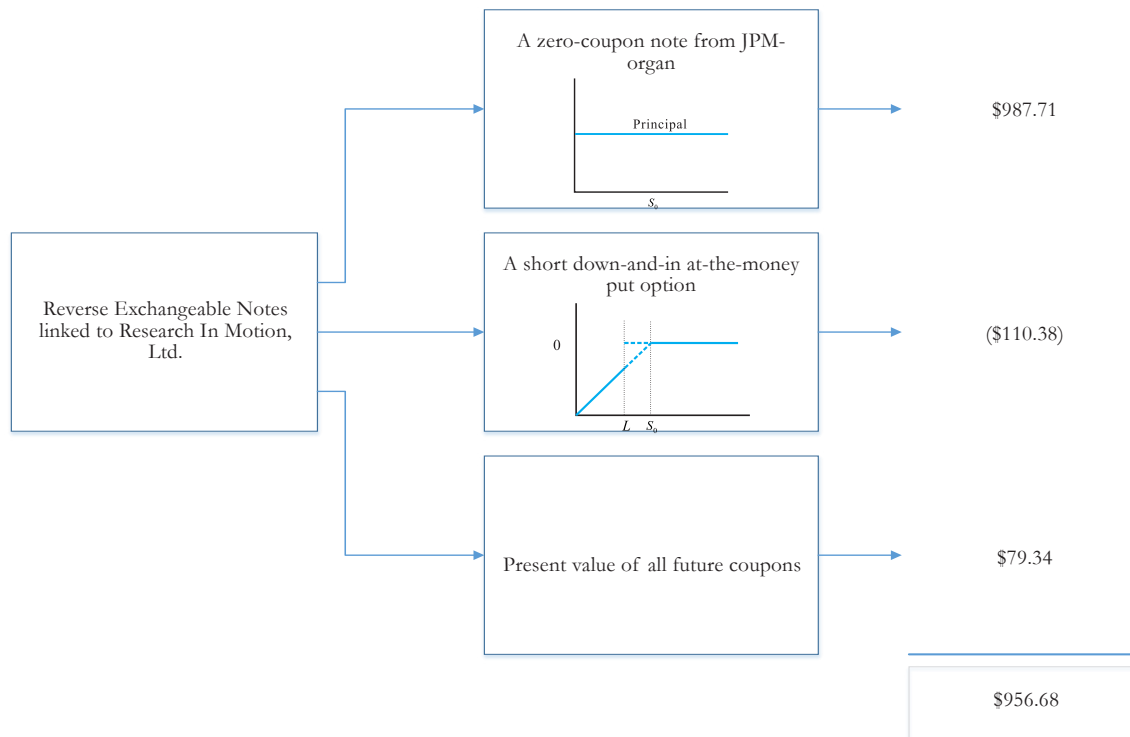 A zero-coupon note from JPM-
organ
Principal
S₀
$987.71
Reverse Exchangeable Notes
linked to Research In Motion,
Ltd.
A short down-and-in at-the-money
put option
0
L S₀
($110.38)
Present value of all future coupons
$79.34
$956.68